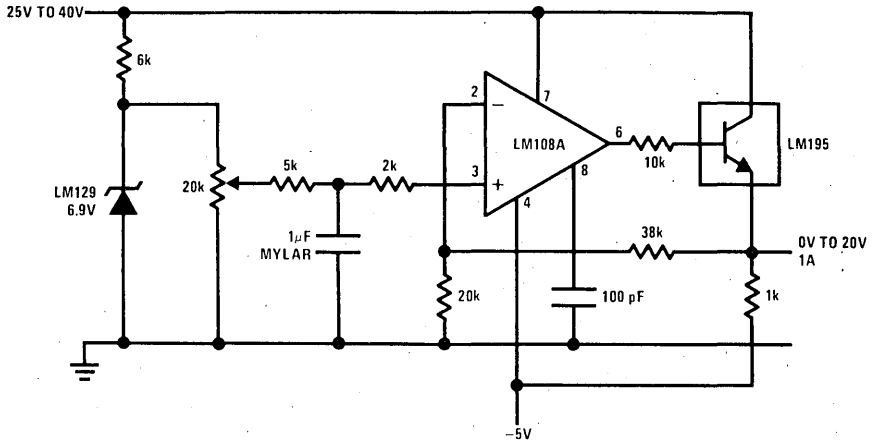 25V TO 40V
6k
2
7
LM108A
6
10k
LM195
8
3
4
LM129
6.9V
20k
5k
2k
1μF
MYLAR
38k
0V TO 20V
1A
20k
100 pF
1k
−5V